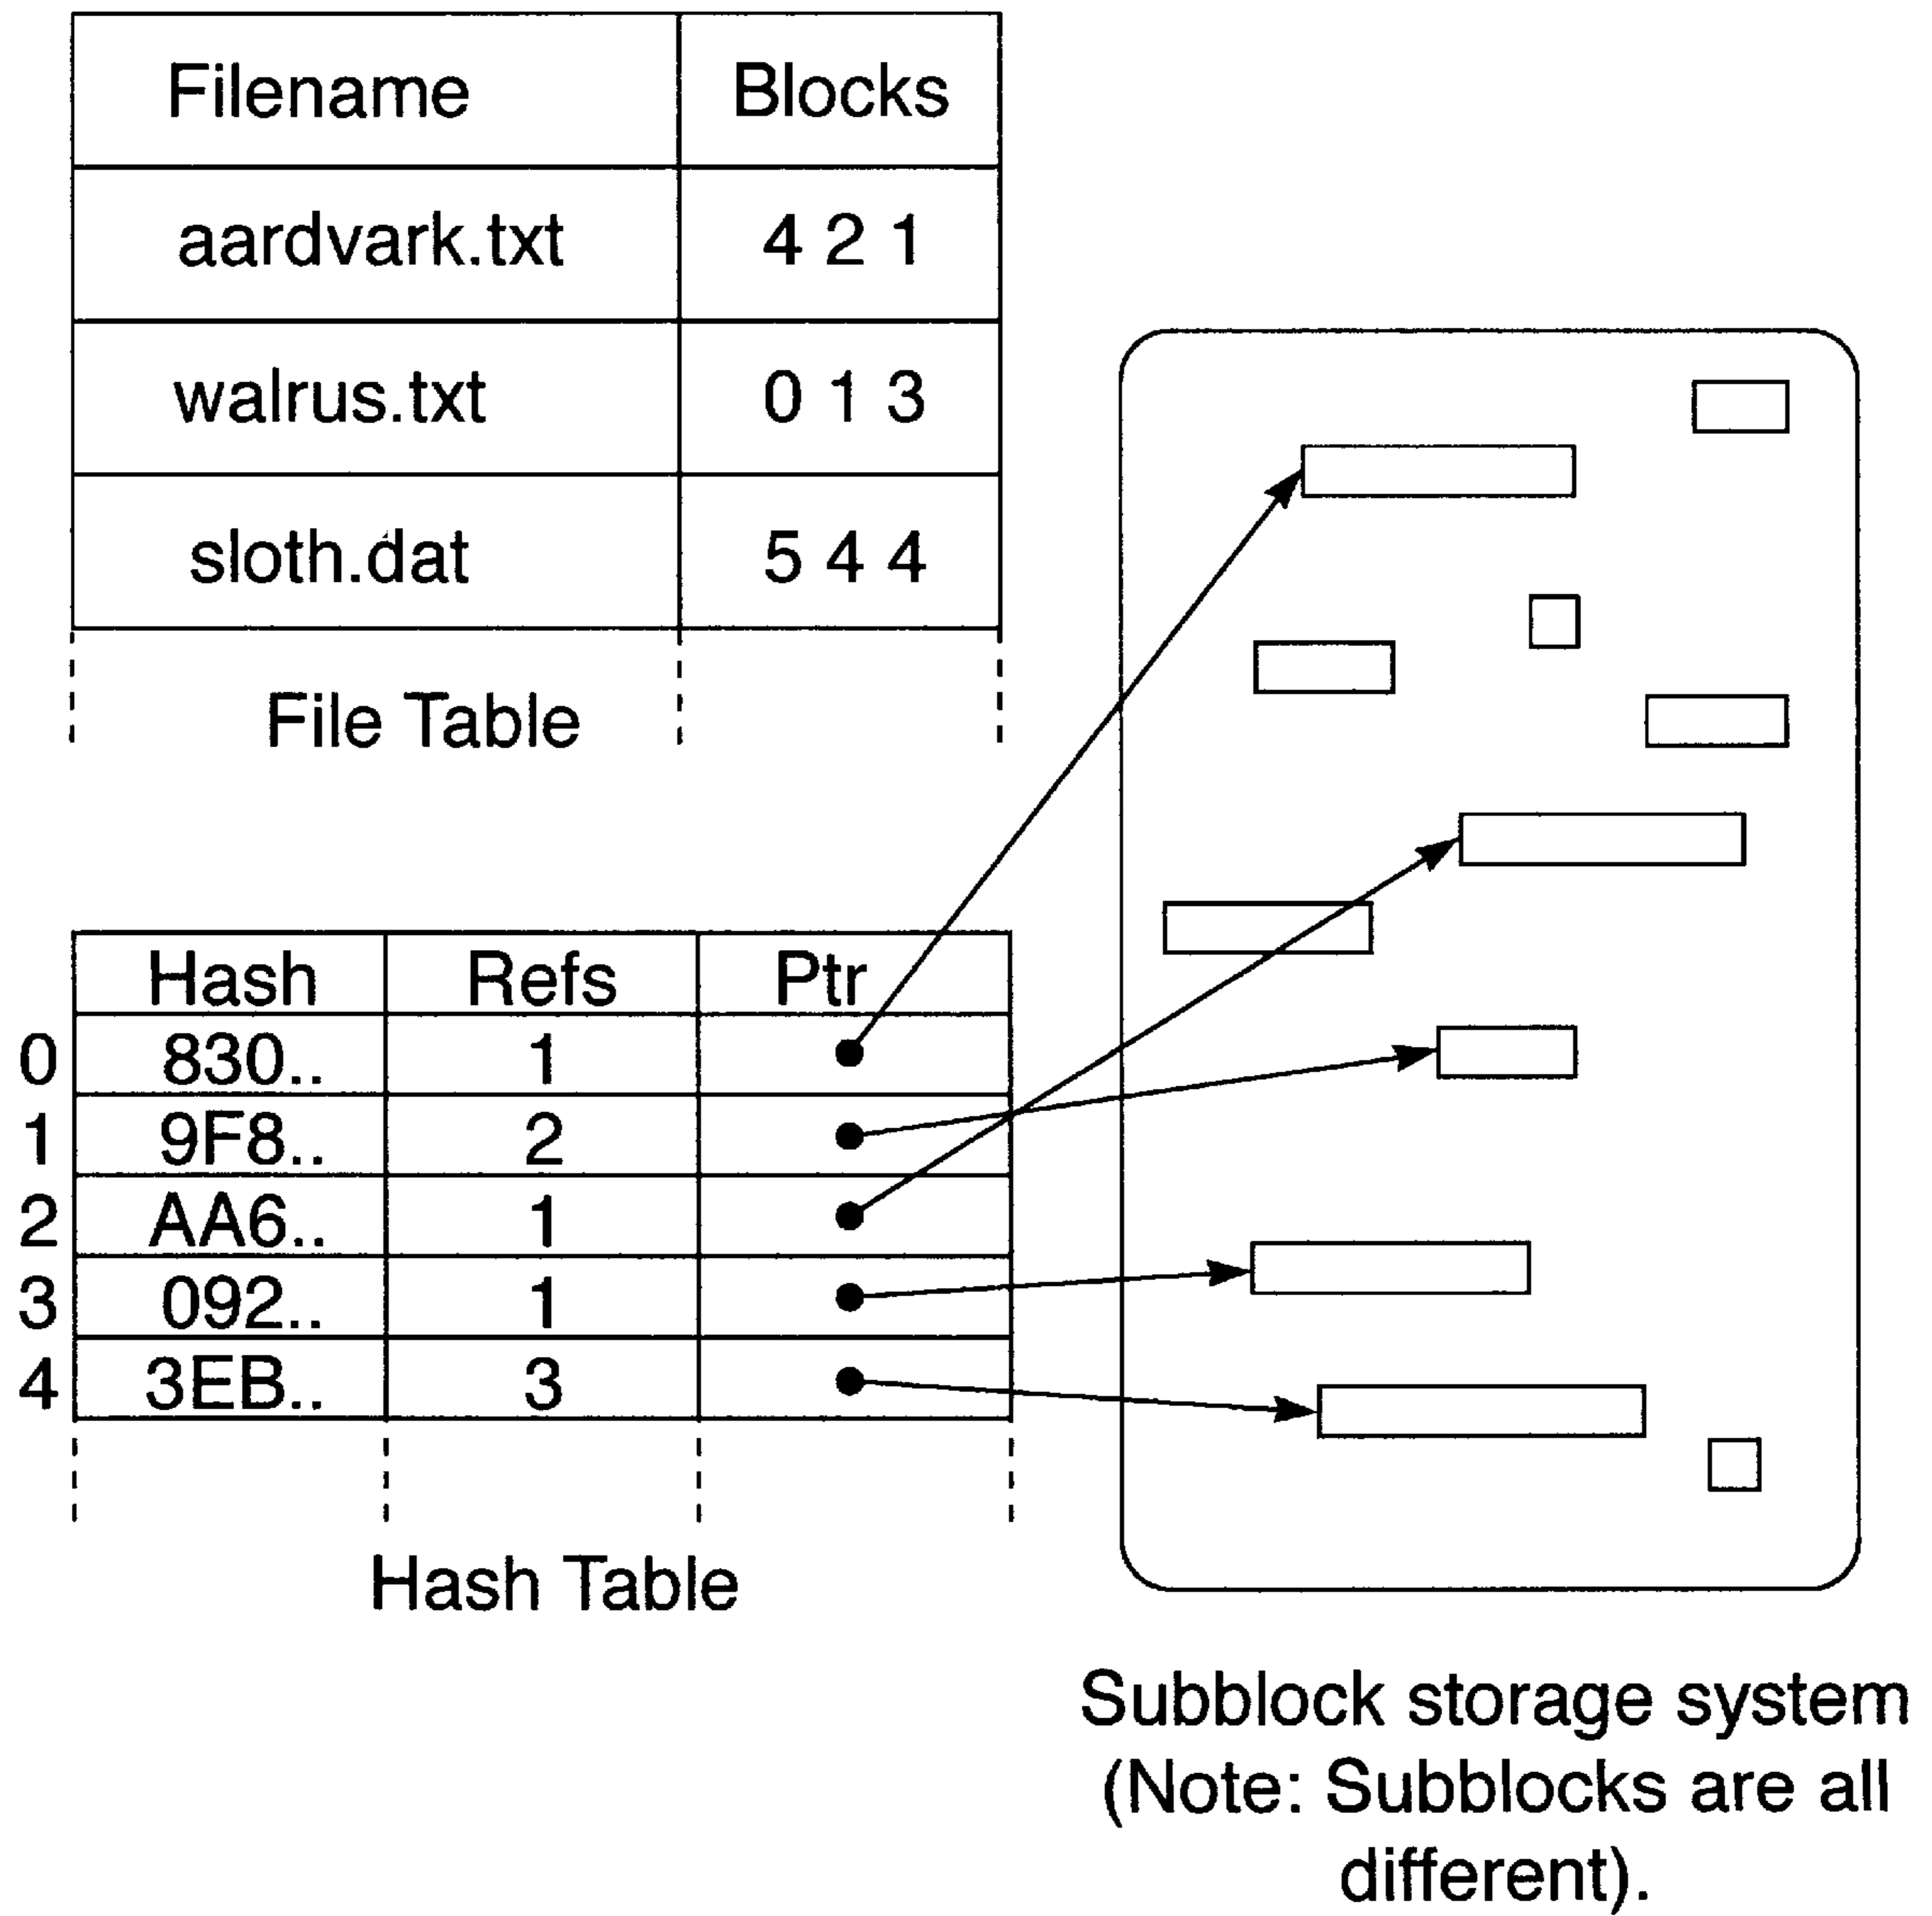 Filename Blocks
aardvark.txt 4 2 1
walrus.txt 0 1 3
sloth.dat 5 4 4
File Table
Hash Refs Ptr
0 830.. 1
1 9F8.. 2
2 AA6.. 1
3 092.. 1
4 3EB.. 3
Hash Table
Subblock storage system
(Note: Subblocks are all
different).